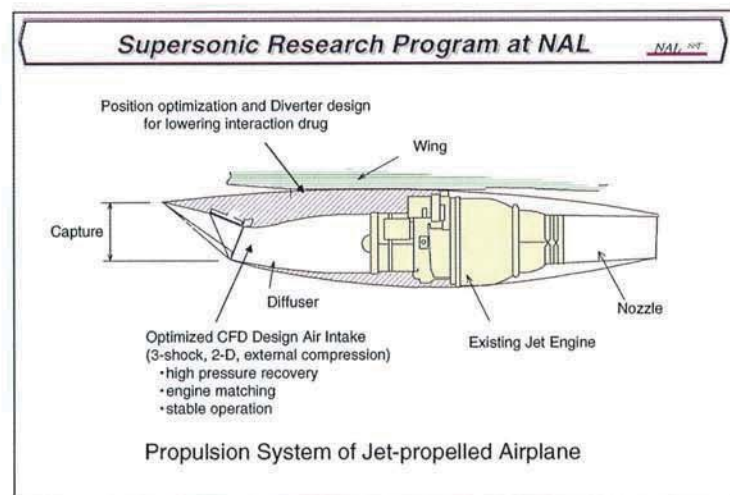 Supersonic Research Program at NAL
NAL
Position optimization and Diverter design
for lowering interaction drug
Wing
Capture
Diffuser
Nozzle
Optimized CFD Design Air Intake
(3-shock, 2-D, external compression)
•high pressure recovery
•engine matching
•stable operation
Existing Jet Engine
Propulsion System of Jet-propelled Airplane